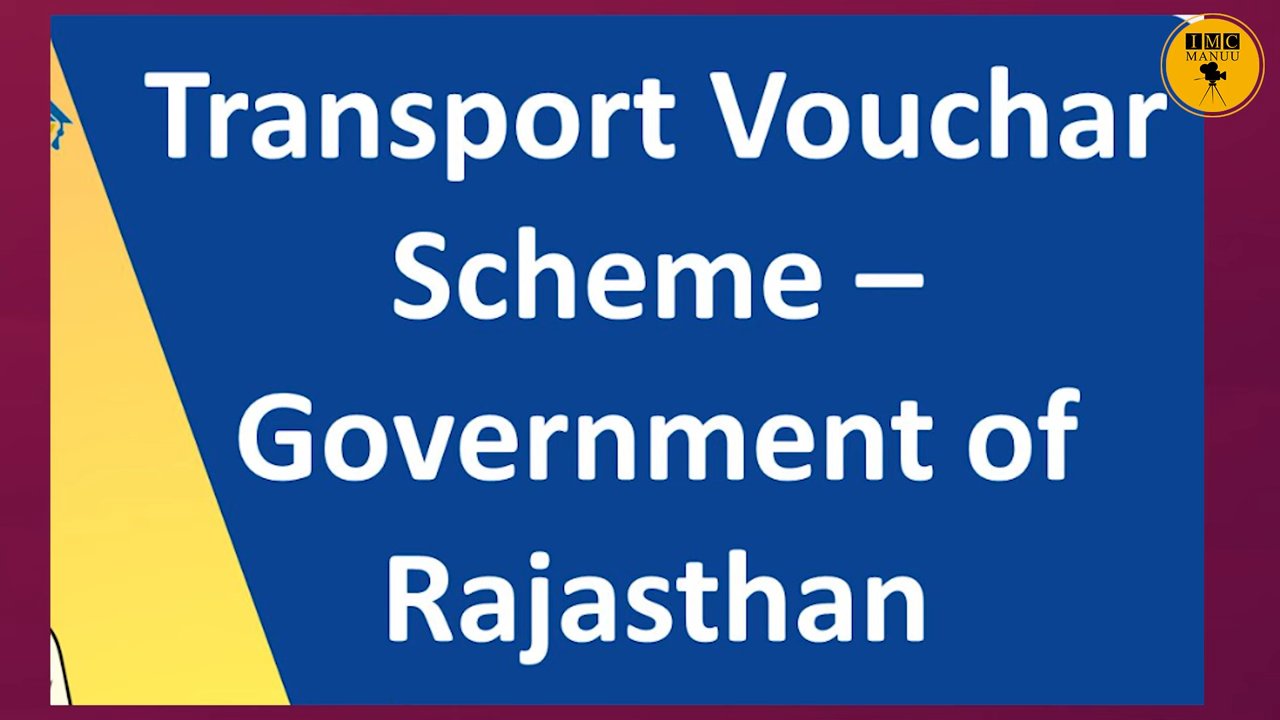 Transport Vouchar
Scheme –
Government of
Rajasthan
IMC
MANUU